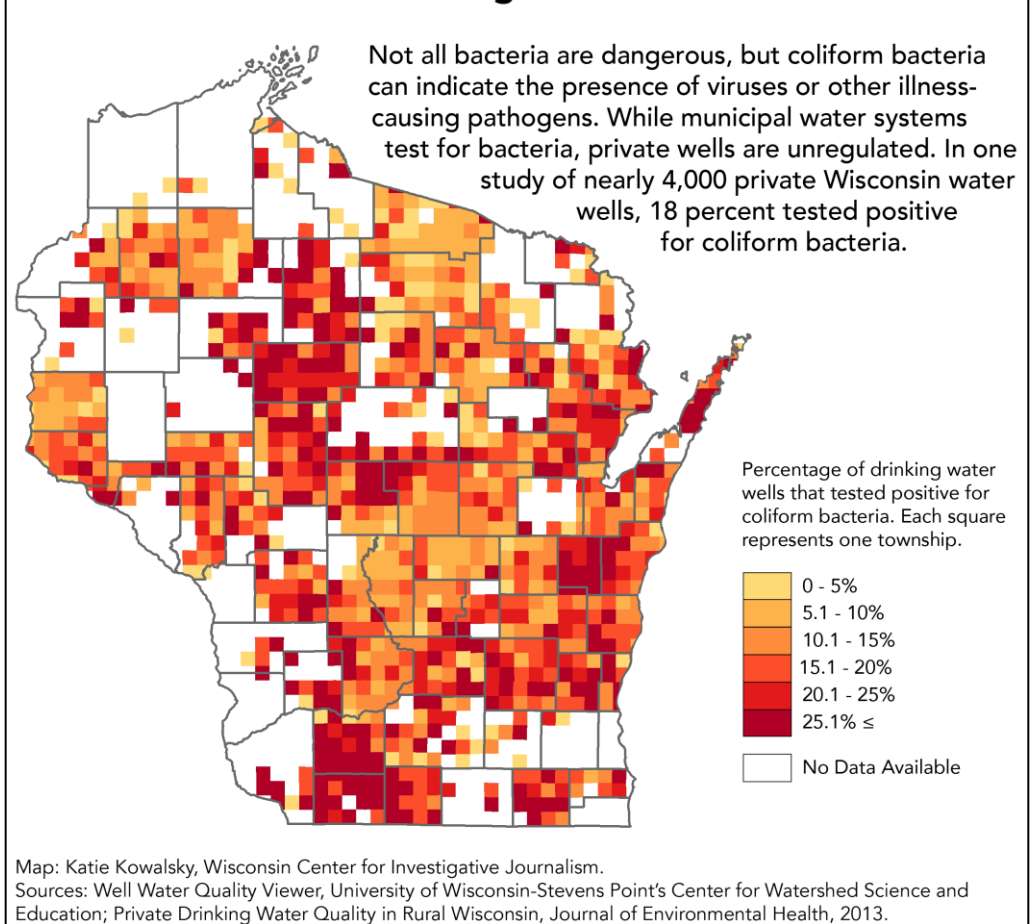 Not all bacteria are dangerous, but coliform bacteria
can indicate the presence of viruses or other illness-
causing pathogens. While municipal water systems
test for bacteria, private wells are unregulated. In one
study of nearly 4,000 private Wisconsin water
wells, 18 percent tested positive
for coliform bacteria.
Percentage of drinking water
wells that tested positive for
coliform bacteria. Each square
represents one township.
0 - 5%
5.1 - 10%
10.1 - 15%
15.1 - 20%
20.1 - 25%
25.1% ≤
No Data Available
Map: Katie Kowalsky, Wisconsin Center for Investigative Journalism.
Sources: Well Water Quality Viewer, University of Wisconsin-Stevens Point's Center for Watershed Science and
Education; Private Drinking Water Quality in Rural Wisconsin, Journal of Environmental Health, 2013.